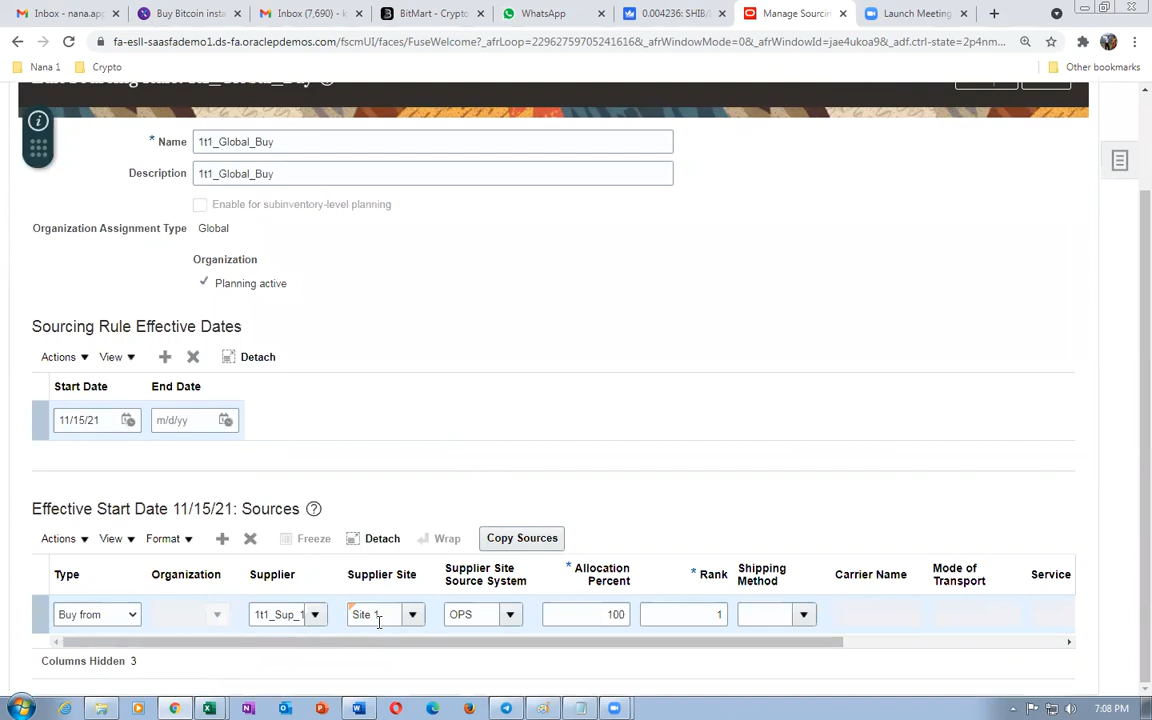 Inbox - nana.ap
Buy Bitcoin insta
Inbox (7,690) - k
BitMart - Crypto
WhatsApp
0.004236: SHIB/
Manage Sourcin
Launch Meeting
fa-esll-saasfademo1.ds-fa.oraclepdemos.com/fscmUI/faces/FuseWelcome?_afrLoop=22962759705241616&_afrWindowMode=0&_afrWindowId=jae4ukoa9&_adf.ctrl-state=2p4nm...
Nana 1
Crypto
Other bookmarks
* Name 1t1_Global_Buy
Description 1t1_Global_Buy
Enable for subinventory-level planning
Organization Assignment Type Global
Organization
Planning active
Sourcing Rule Effective Dates
Actions View Detach
Start Date End Date
11/15/21 m/d/yy
Effective Start Date 11/15/21: Sources
Actions View Format Freeze Detach Wrap Copy Sources
Type Organization Supplier Supplier Site Supplier Site Source System * Allocation Percent * Rank Shipping Method Carrier Name Mode of Transport Service
Buy from 1t1_Sup_1 Site 1 OPS 100 1
Columns Hidden 3
7:08 PM